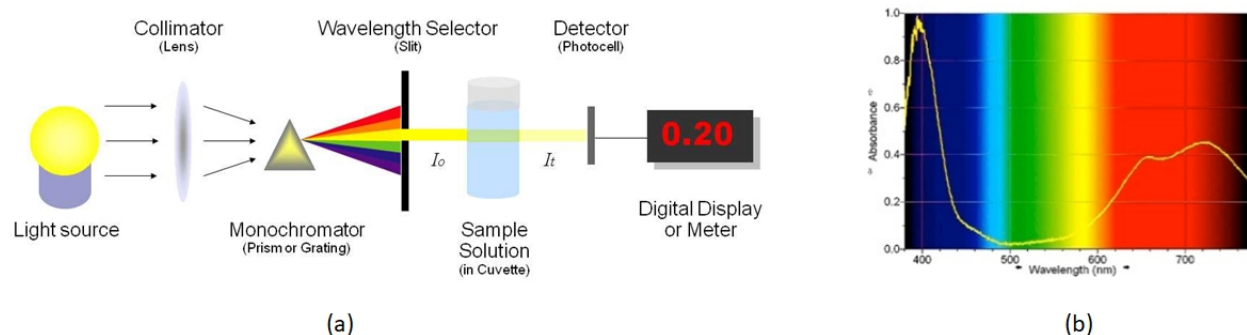 Collimator
(Lens)
Wavelength Selector
(Slit)
Detector
(Photocell)
Io
It
0.20
Light source
Monochromator
(Prism or Grating)
Sample
Solution
(in Cuvette)
Digital Display
or Meter
(a)
1.0
0.8
0.6
0.4
0.2
0.0
Absorbance
400
500
600
700
Wavelength (nm)
(b)